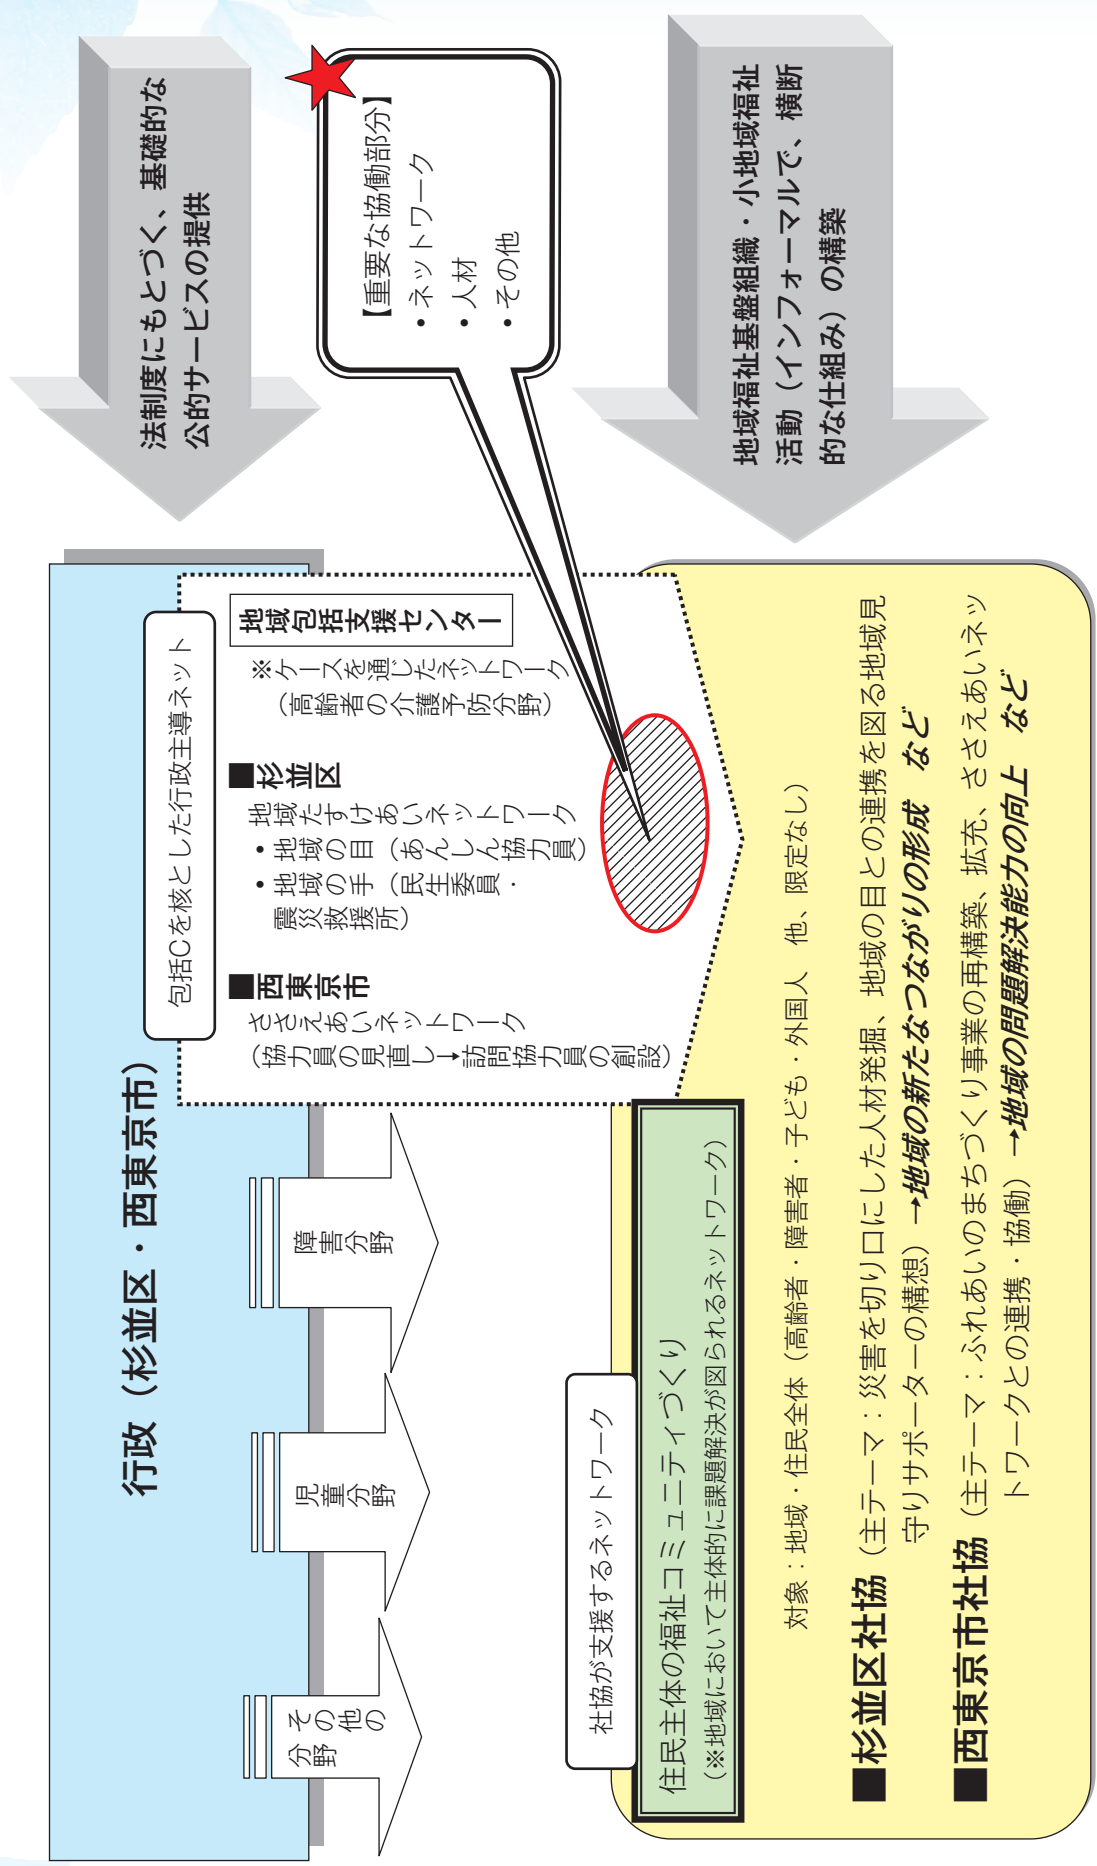 行政（杉並区・西東京市）
その他の
分野
児童分野
障害分野
包括Cを核とした行政主導ネット
地域包括支援センター
※ケースを通じたネットワーク
（高齢者の介護予防分野）
■杉並区
地域たすけあいネットワーク
・地域の目（あんしん協力員）
・地域の手（民生委員・
震災救援所）
■西東京市
ささえあいネットワーク
（協力員の見直し→訪問協力員の創設）
法制度にもとづく、基礎的な
公的サービスの提供
【重要な協働部分】
・ネットワーク
・人材
・その他
地域福祉基盤組織・小地域福祉
活動（インフォーマルで、横断
的な仕組み）の構築
社協が支援するネットワーク
住民主体の福祉コミュニティづくり
（※地域において主体的に課題解決が図られるネットワーク）
対象：地域・住民全体（高齢者・障害者・子ども・外国人　他、限定なし）
■杉並区社協（主テーマ：災害を切り口にした人材発掘、地域の目との連携を図る地域見
守りサポーターの構想）→地域の新たなつながりの形成　など
■西東京市社協（主テーマ：ふれあいのまちづくり事業の再構築、拡充、ささえあいネッ
トワークとの連携・協働）→地域の問題解決能力の向上　など